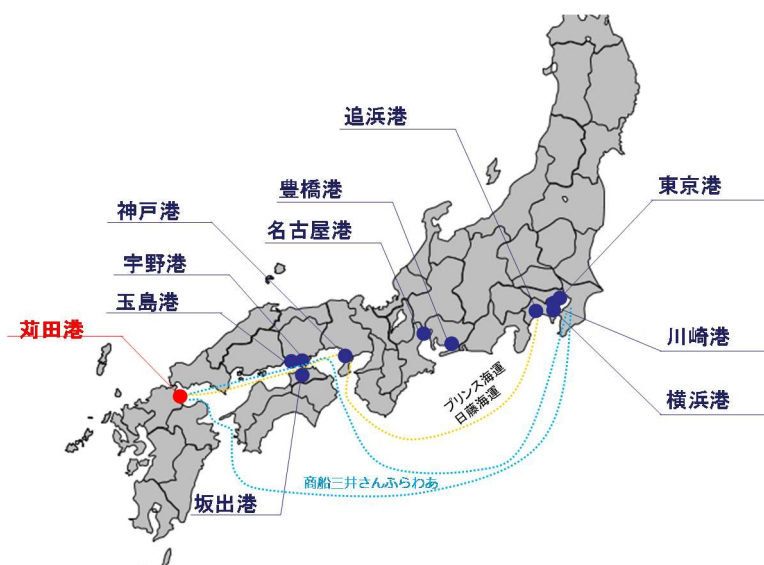 追浜港
東京港
豊橋港
神戸港
名古屋港
宇野港
玉島港
苅田港
川崎港
プリンス海運
日藤海運
横浜港
商船三井さんふらわあ
坂出港